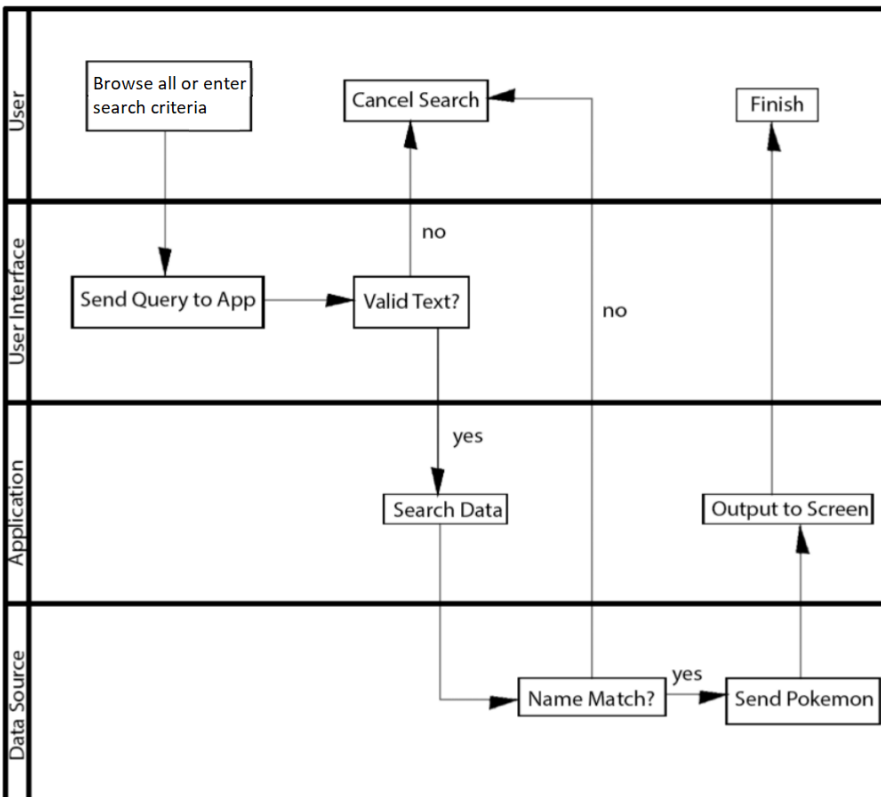 User
Browse all or enter
search criteria
Cancel Search
Finish
User Interface
no
Send Query to App
Valid Text?
no
Application
yes
Search Data
Output to Screen
Data Source
Name Match?
yes
Send Pokemon